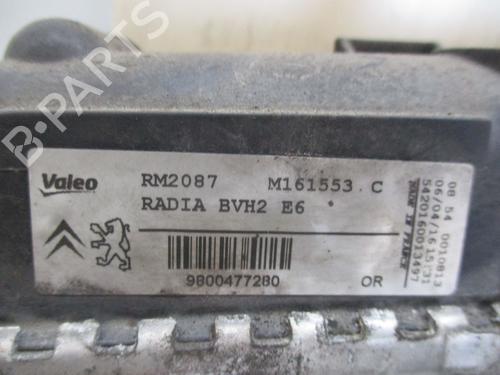 B-PARTS
Valeo
RM2087 M161553 C
RADIA BVH2 E6
9800477280
OR
08 54 0010813
06/04/16 15:31
5420160013497
MADE IN FRANCE